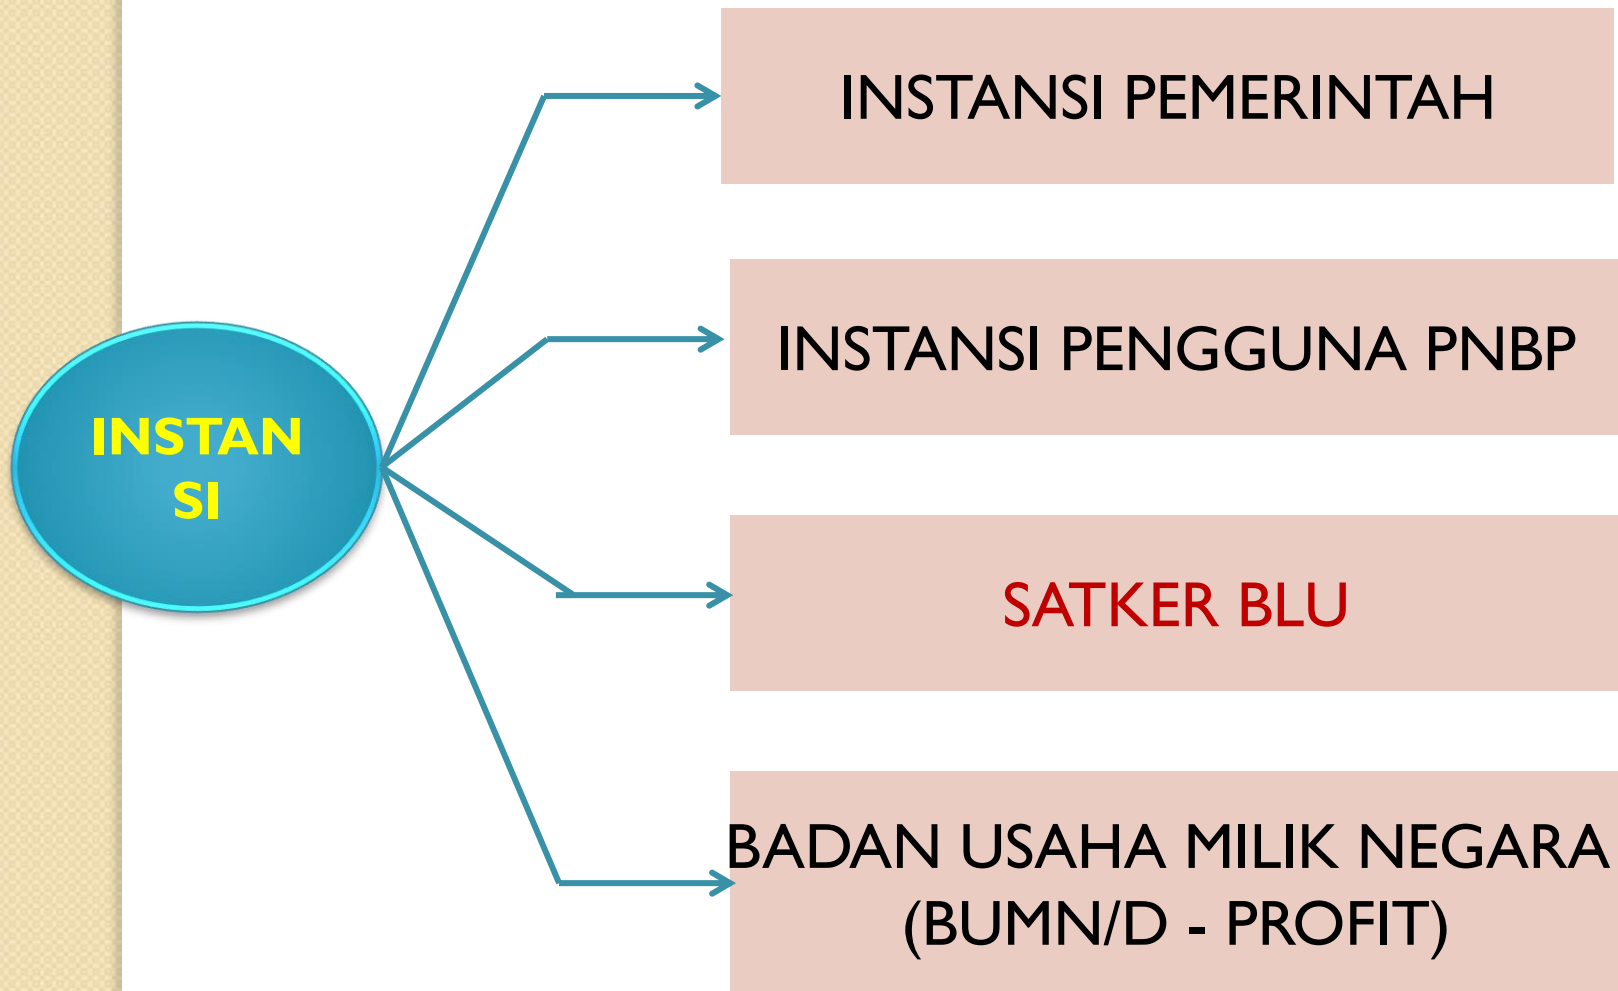 INSTANSI PEMERINTAH
INSTANSI PENGGUNA PNBP
INSTAN
SI
SATKER BLU
BADAN USAHA MILIK NEGARA
(BUMN/D - PROFIT)